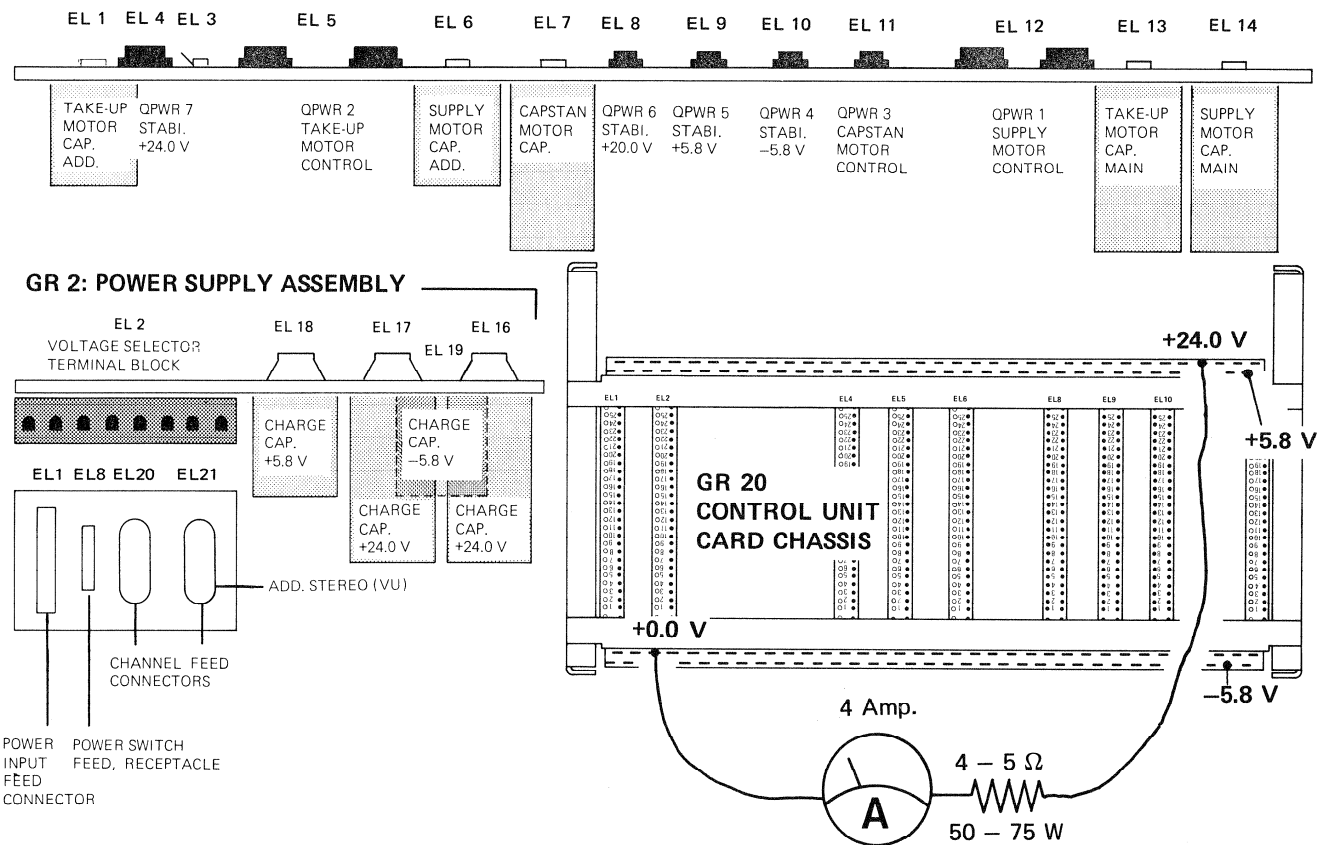 EL 1 EL 4 EL 3 EL 5 EL 6 EL 7 EL 8 EL 9 EL 10 EL 11 EL 12 EL 13 EL 14
TAKE-UP
MOTOR
CAP.
ADD.
QPWR 7
STABI.
+24.0 V
QPWR 2
TAKE-UP
MOTOR
CONTROL
SUPPLY
MOTOR
CAP.
ADD.
CAPSTAN
MOTOR
CAP.
QPWR 6
STABI.
+20.0 V
QPWR 5
STABI.
+5.8 V
QPWR 4
STABI.
−5.8 V
QPWR 3
CAPSTAN
MOTOR
CONTROL
QPWR 1
SUPPLY
MOTOR
CONTROL
TAKE-UP
MOTOR
CAP.
MAIN
SUPPLY
MOTOR
CAP.
MAIN
GR 2: POWER SUPPLY ASSEMBLY
EL 2
VOLTAGE SELECTOR
TERMINAL BLOCK
EL 18
EL 17
EL 19
EL 16
CHARGE
CAP.
+5.8 V
CHARGE
CAP.
−5.8 V
CHARGE
CAP.
+24.0 V
CHARGE
CAP.
+24.0 V
EL1 EL8 EL20 EL21
ADD. STEREO (VU)
CHANNEL FEED
CONNECTORS
POWER
INPUT
FEED
CONNECTOR
POWER SWITCH
FEED, RECEPTACLE
+24.0 V
+5.8 V
EL1 EL2 EL4 EL5 EL6 EL8 EL9 EL10
GR 20
CONTROL UNIT
CARD CHASSIS
+0.0 V
−5.8 V
4 Amp.
A
4 – 5 Ω
50 – 75 W